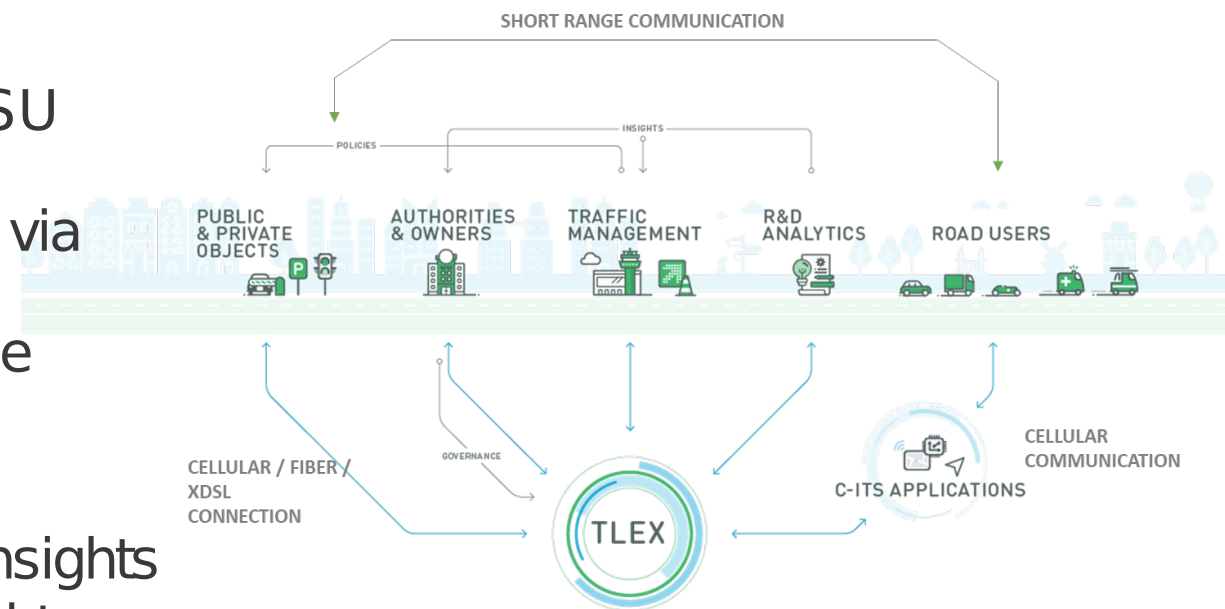 SHORT RANGE COMMUNICATION
SU
INSIGHTS
POLICIES
via
PUBLIC
& PRIVATE
OBJECTS
AUTHORITIES
& OWNERS
TRAFFIC
MANAGEMENT
R&D
ANALYTICS
ROAD USERS
P
e
CELLULAR / FIBER /
XDSL
CONNECTION
GOVERNANCE
TLEX
C-ITS APPLICATIONS
CELLULAR
COMMUNICATION
nsights